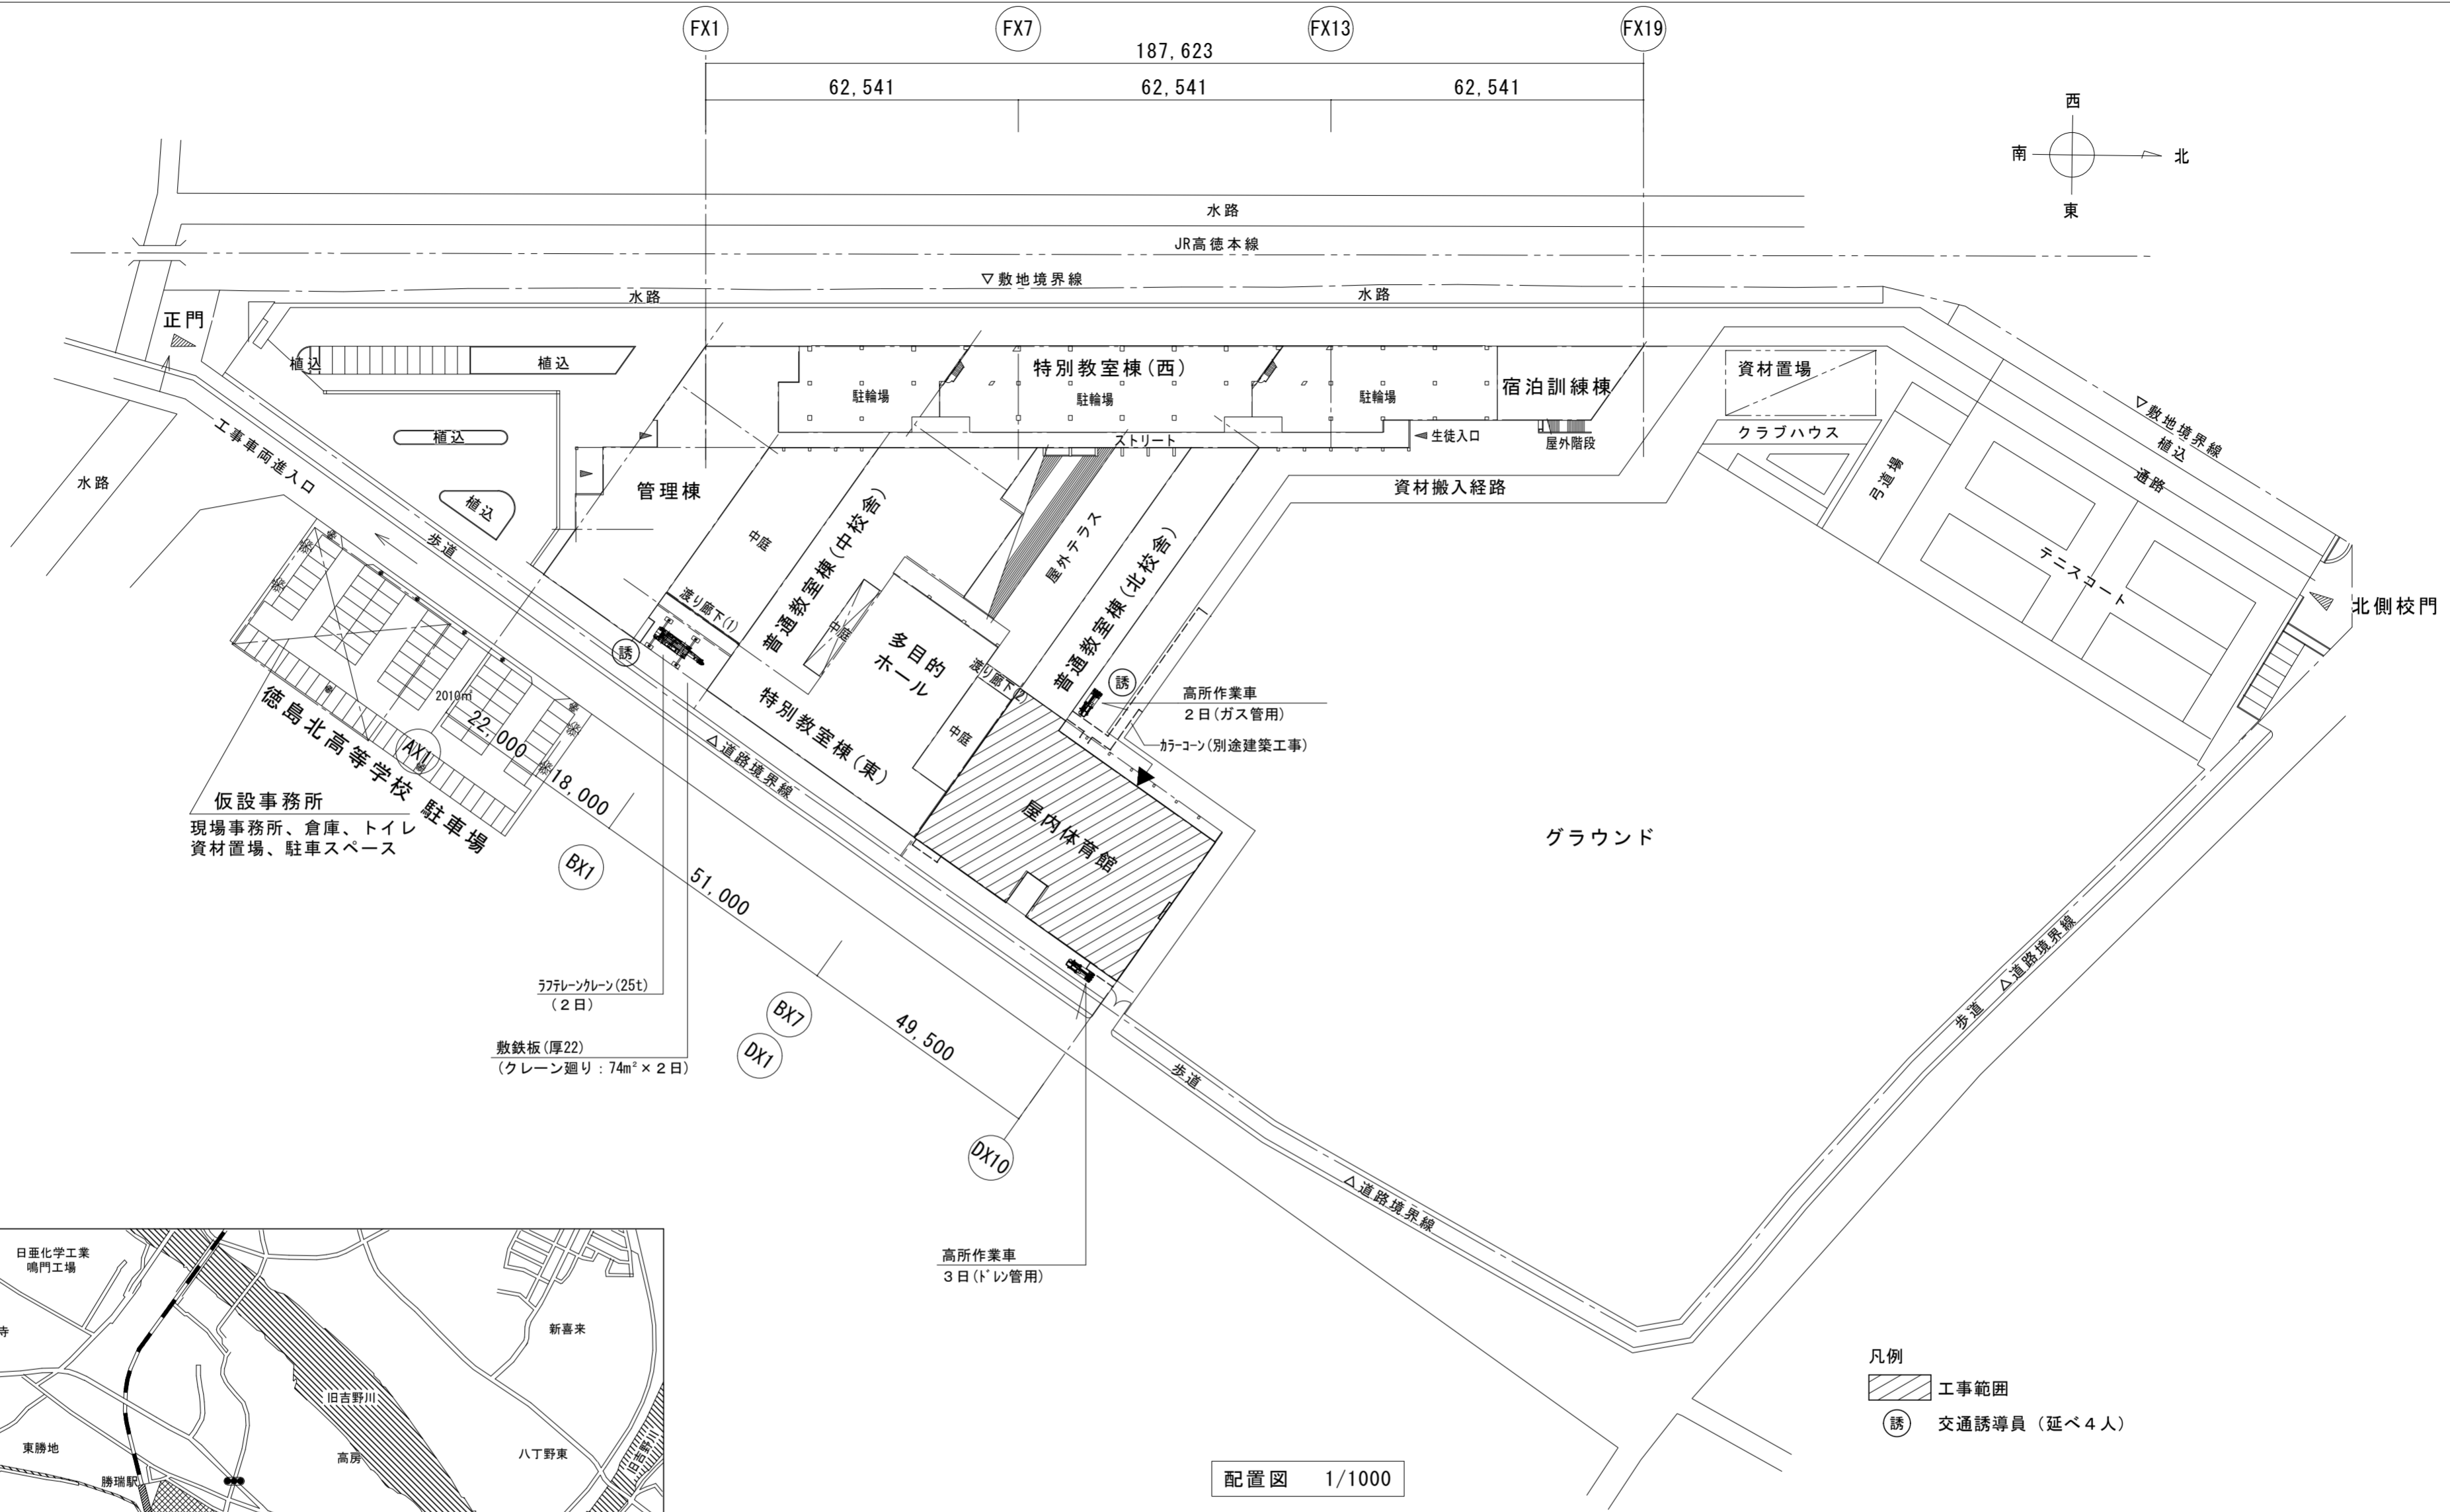 FX1
FX7
FX13
FX19
187,623
62,541
62,541
62,541
西
南
北
東
水路
JR高徳本線
▽敷地境界線
水路
水路
正門
植込
植込
植込
植込
工事車両進入口
水路
歩道
管理棟
特別教室棟(西)
駐輪場
駐輪場
駐輪場
宿泊訓練棟
ストリート
生徒入口
屋外階段
資材置場
クラブハウス
弓道場
▽敷地境界線
植込
通路
テニスコート
北側校門
資材搬入経路
中庭
普通教室棟(中校舎)
屋外テラス
普通教室棟(北校舎)
渡り廊下(1)
中庭
多目的
ホール
渡り廊下(2)
中庭
特別教室棟(東)
誘
誘
高所作業車
2日(ガス管用)
カラーコーン(別途建築工事)
屋内体育館
グラウンド
2010㎡
徳島北高等学校 駐車場
仮設事務所
現場事務所、倉庫、トイレ
資材置場、駐車スペース
AX1
22,000
18,000
BX1
51,000
BX7
DX1
49,500
DX10
△道路境界線
ラフテレーンクレーン(25t)
(2日)
敷鉄板(厚22)
(クレーン廻り:74m²×2日)
高所作業車
3日(ドレン管用)
歩道
△道路境界線
歩道
△道路境界線
日亜化学工業
鳴門工場
寺
新喜来
旧吉野川
東勝地
高房
八丁野東
旧吉野川
勝瑞駅
凡例
工事範囲
誘 交通誘導員(延べ4人)
配置図 1/1000